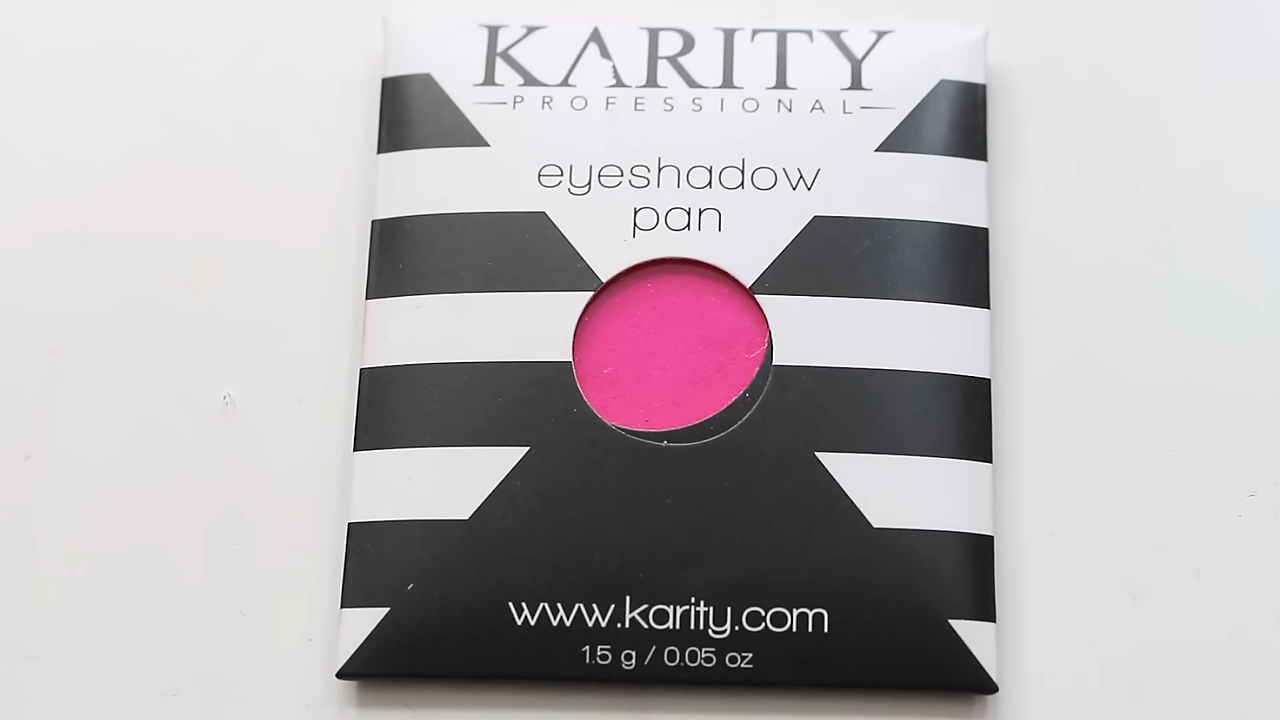 KARITY
PROFESSIONAL
eyeshadow
pan
www.karity.com
1.5 g / 0.05 oz